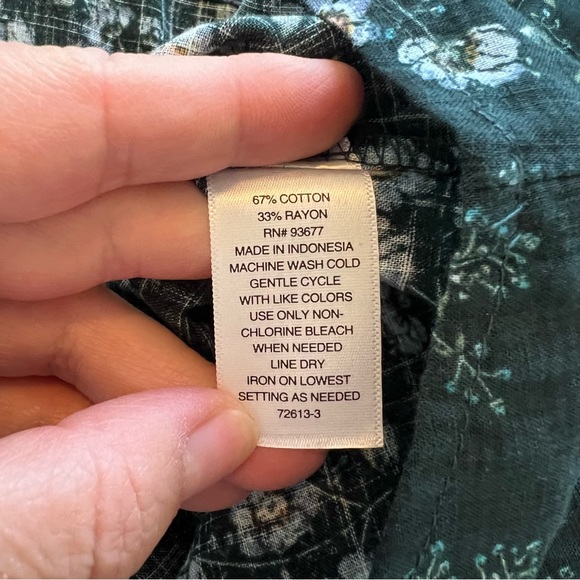 67% COTTON
33% RAYON
RN# 93677
MADE IN INDONESIA
MACHINE WASH COLD
GENTLE CYCLE
WITH LIKE COLORS
USE ONLY NON-
CHLORINE BLEACH
WHEN NEEDED
LINE DRY
IRON ON LOWEST
SETTING AS NEEDED
72613-3